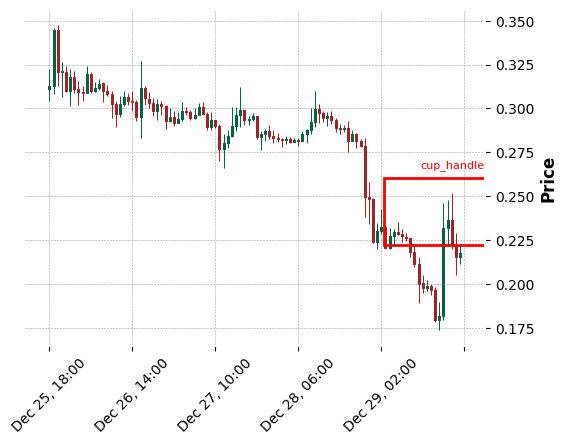 0.350
0.325
0.300
0.275
cup_handle
0.250
0.225
0.200
0.175
Price
Dec 25, 18:00
Dec 26, 14:00
Dec 27, 10:00
Dec 28, 06:00
Dec 29, 02:00